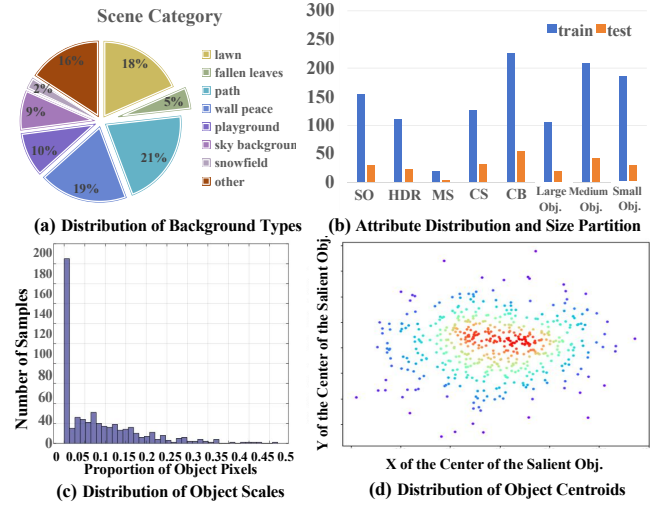 Scene Category
16%
18%
2%
5%
9%
10%
21%
19%
lawn
fallen leaves
path
wall peace
playground
sky backgroun
snowfield
other
(a) Distribution of Background Types
300
250
200
150
100
50
0
train test
SO HDR MS CS CB Large Obj. Medium Obj. Small Obj.
(b) Attribute Distribution and Size Partition
Number of Samples
200
180
160
140
120
100
80
60
40
20
0
0 0.05 0.1 0.15 0.2 0.25 0.3 0.35 0.4 0.45 0.5
Proportion of Object Pixels
(c) Distribution of Object Scales
Y of the Center of the Salient Obj.
X of the Center of the Salient Obj.
(d) Distribution of Object Centroids